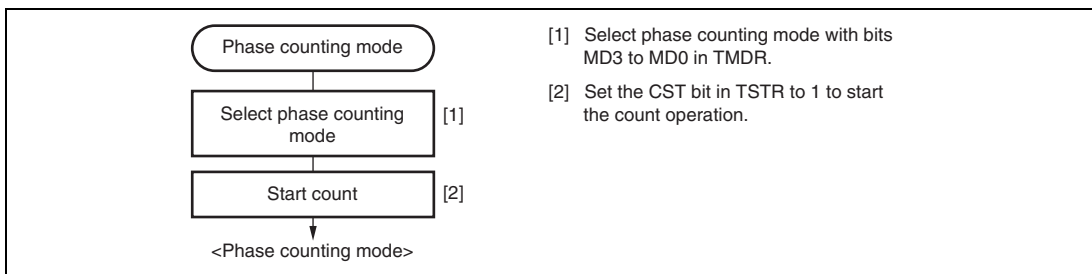 Phase counting mode
Select phase counting
mode
[1]
Start count
[2]
<Phase counting mode>
[1] Select phase counting mode with bits
MD3 to MD0 in TMDR.
[2] Set the CST bit in TSTR to 1 to start
the count operation.